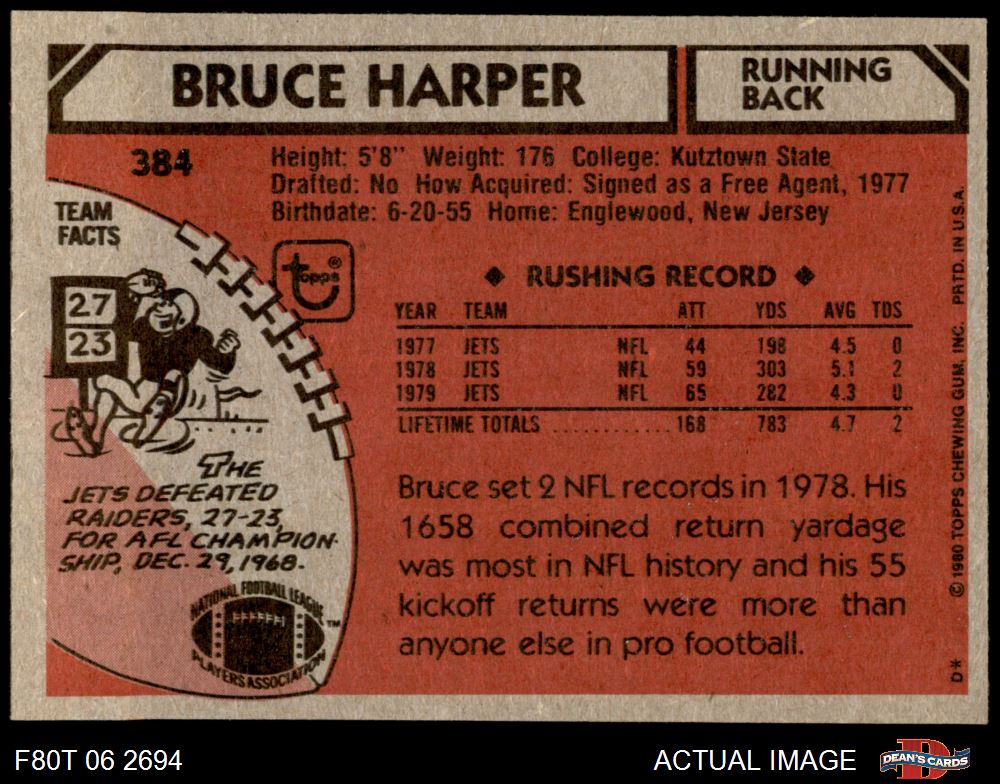 BRUCE HARPER
RUNNING
BACK
384
Height: 5'8" Weight: 176 College: Kutztown State
Drafted: No How Acquired: Signed as a Free Agent, 1977
Birthdate: 6-20-55 Home: Englewood, New Jersey
TEAM
FACTS
27
23
THE
JETS DEFEATED
RAIDERS, 27-23,
FOR AFL CHAMPION-
SHIP, DEC. 29, 1968.
NATIONAL FOOTBALL LEAGUE
PLAYERS ASSOCIATION
TM
topps ®
◆ RUSHING RECORD ◆
YEAR TEAM ATT YDS AVG TDS
1977 JETS NFL 44 198 4.5 0
1978 JETS NFL 59 303 5.1 2
1979 JETS NFL 65 282 4.3 0
LIFETIME TOTALS ............ 168 783 4.7 2
Bruce set 2 NFL records in 1978. His
1658 combined return yardage
was most in NFL history and his 55
kickoff returns were more than
anyone else in pro football.
D* © 1980 TOPPS CHEWING GUM, INC. PRTD. IN U.S.A.
F80T 06 2694
ACTUAL IMAGE
D
DEAN'S CARDS